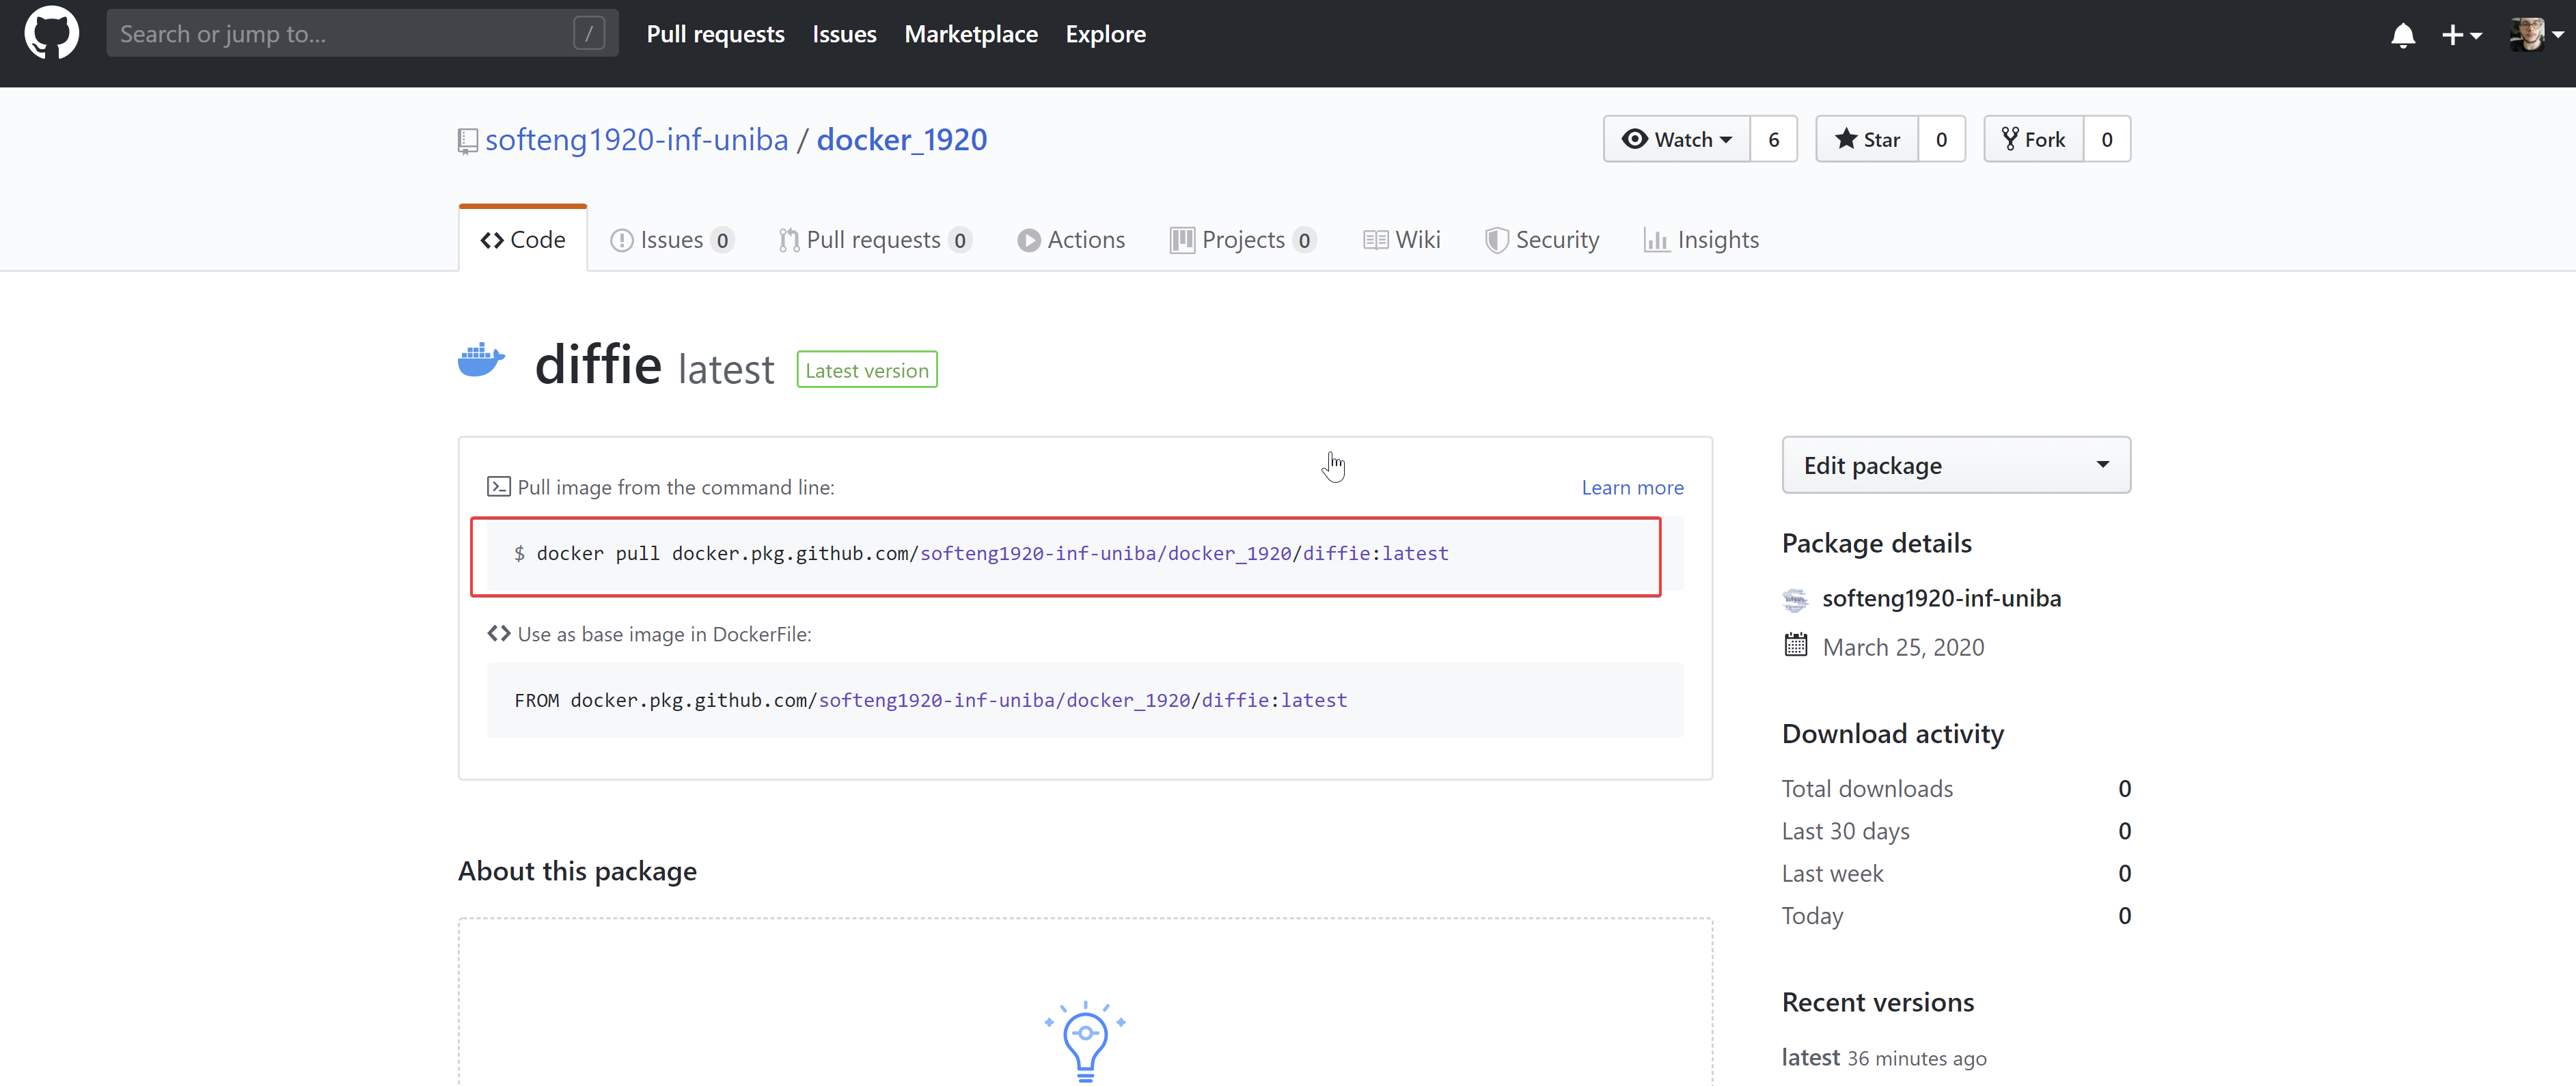 Search or jump to... /
Pull requests Issues Marketplace Explore
softeng1920-inf-uniba / docker_1920
Watch 6 Star 0 Fork 0
Code Issues 0 Pull requests 0 Actions Projects 0 Wiki Security Insights
diffie latest Latest version
Pull image from the command line: Learn more
$ docker pull docker.pkg.github.com/softeng1920-inf-uniba/docker_1920/diffie:latest
Use as base image in DockerFile:
FROM docker.pkg.github.com/softeng1920-inf-uniba/docker_1920/diffie:latest
About this package
Edit package
Package details
softeng1920-inf-uniba
March 25, 2020
Download activity
Total downloads 0
Last 30 days 0
Last week 0
Today 0
Recent versions
latest 36 minutes ago